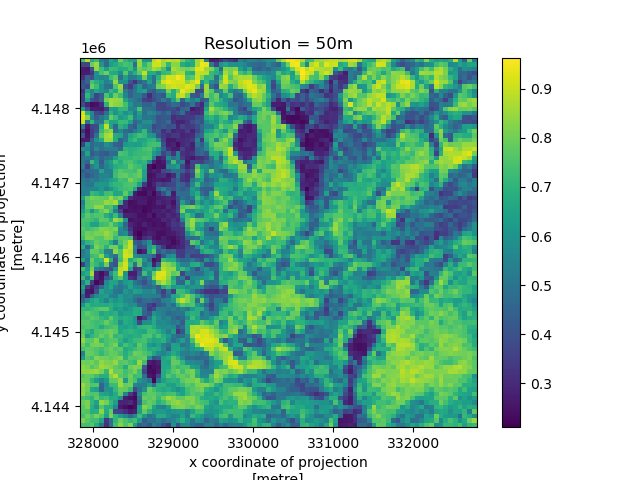 Resolution = 50m
1e6
4.148
4.147
4.146
4.145
4.144
y coordinate of projection
[metre]
328000 329000 330000 331000 332000
x coordinate of projection
[metre]
0.9
0.8
0.7
0.6
0.5
0.4
0.3